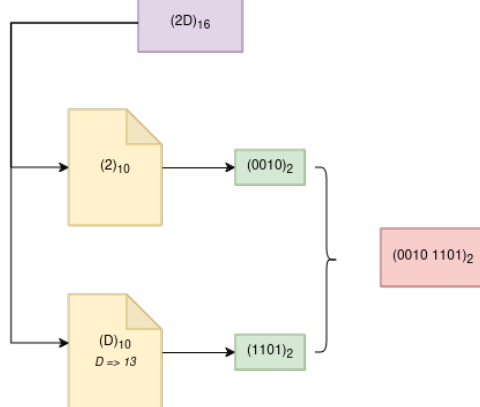 (2D)₁₆
(2)₁₀
(0010)₂
(0010 1101)₂
(D)₁₀
D => 13
(1101)₂